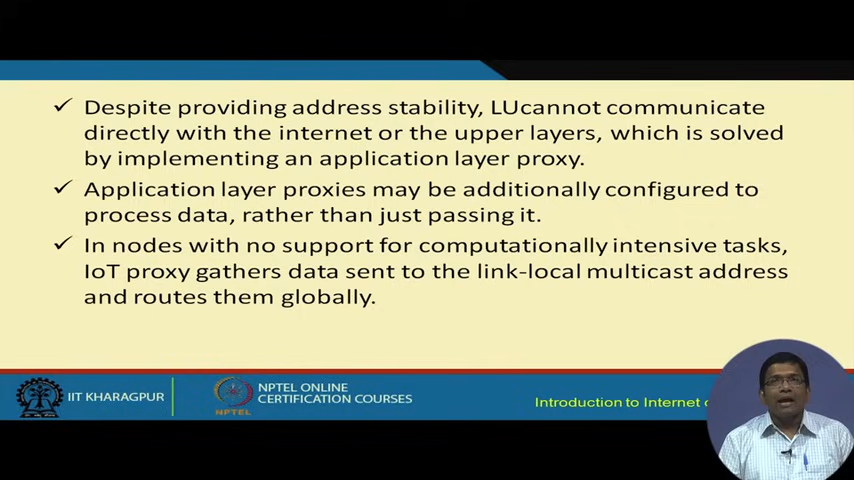 Despite providing address stability, LUcannot communicate
directly with the internet or the upper layers, which is solved
by implementing an application layer proxy.
Application layer proxies may be additionally configured to
process data, rather than just passing it.
In nodes with no support for computationally intensive tasks,
IoT proxy gathers data sent to the link-local multicast address
and routes them globally.
IIT KHARAGPUR
NPTEL
NPTEL ONLINE
CERTIFICATION COURSES
Introduction to Internet